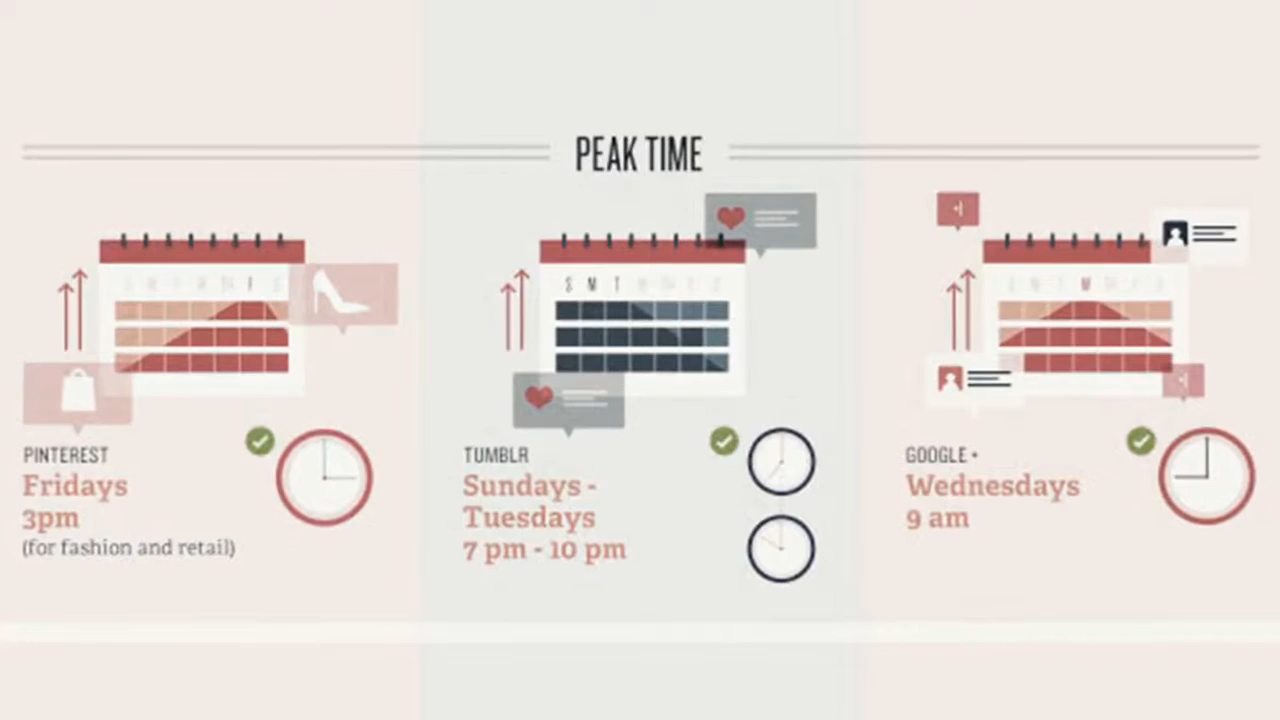 PEAK TIME
S M T
F
M
PINTEREST
Fridays
3pm
(for fashion and retail)
TUMBLR
Sundays -
Tuesdays
7 pm - 10 pm
GOOGLE +
Wednesdays
9 am